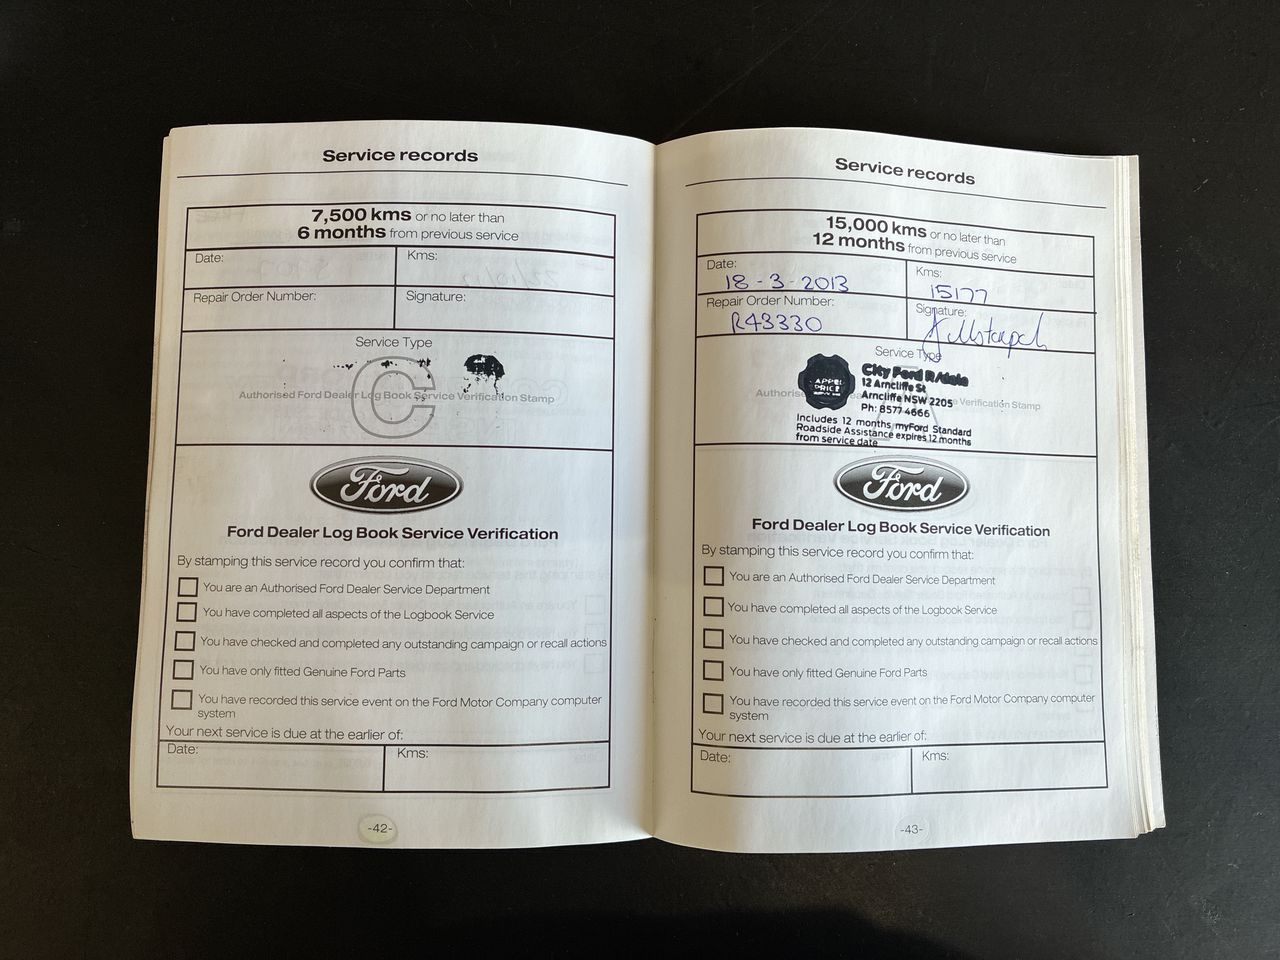 Service records
7,500 kms or no later than
6 months from previous service
Date:
Kms:
Repair Order Number:
Signature:
Service Type
C
Authorised Ford Dealer Log Book Service Verification Stamp
Ford
Ford Dealer Log Book Service Verification
By stamping this service record you confirm that:
You are an Authorised Ford Dealer Service Department
You have completed all aspects of the Logbook Service
You have checked and completed any outstanding campaign or recall actions
You have only fitted Genuine Ford Parts
You have recorded this service event on the Ford Motor Company computer
system
Your next service is due at the earlier of:
Date:
Kms:
-42-
Service records
15,000 kms or no later than
12 months from previous service
Date:
18-3-2013
Kms:
15177
Repair Order Number:
R43330
Signature:
Service Type
City Ford R/dale
12 Arncliffe St
Arncliffe NSW 2205
Ph: 8577 4666
Includes 12 months myFord Standard
Roadside Assistance expires 12 months
from service date
Authorised e Verification Stamp
Ford
Ford Dealer Log Book Service Verification
By stamping this service record you confirm that:
You are an Authorised Ford Dealer Service Department
You have completed all aspects of the Logbook Service
You have checked and completed any outstanding campaign or recall actions
You have only fitted Genuine Ford Parts
You have recorded this service event on the Ford Motor Company computer
system
Your next service is due at the earlier of:
Date:
Kms:
-43-